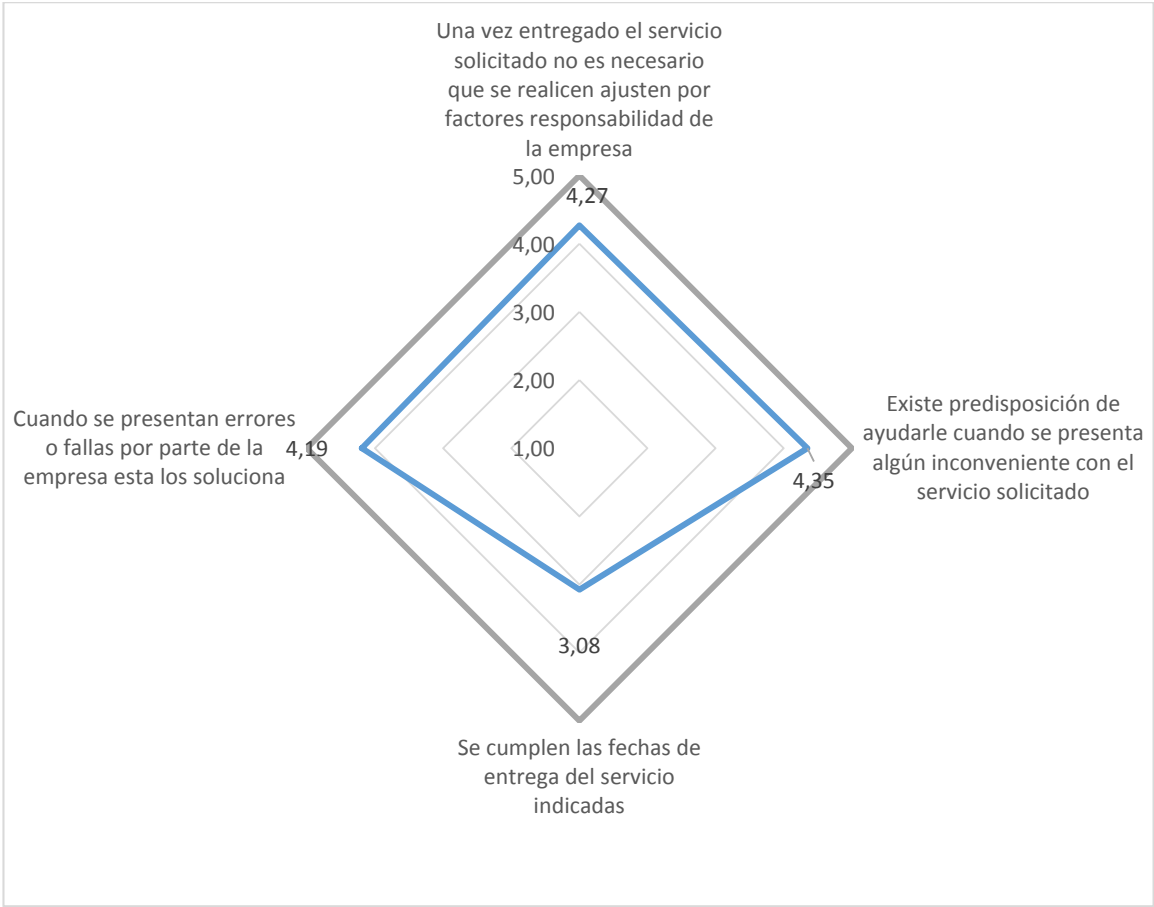 Una vez entregado el servicio
solicitado no es necesario
que se realicen ajusten por
factores responsabilidad de
la empresa
5,00
4,27
4,00
3,00
2,00
1,00
Cuando se presentan errores
o fallas por parte de la
empresa esta los soluciona
4,19
Existe predisposición de
ayudarle cuando se presenta
algún inconveniente con el
servicio solicitado
4,35
3,08
Se cumplen las fechas de
entrega del servicio
indicadas